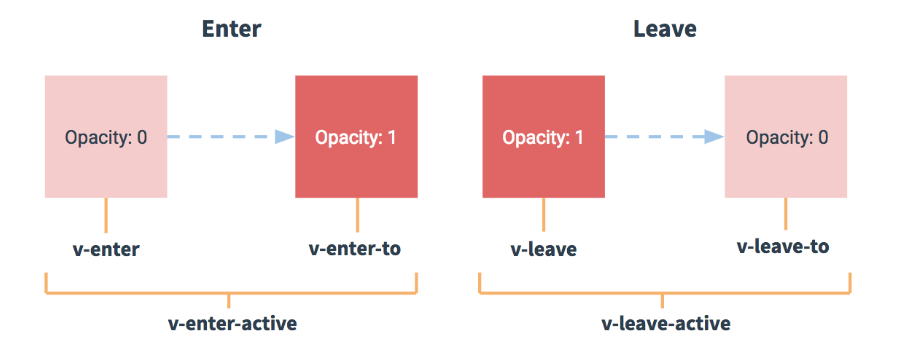 Enter
Leave
Opacity: 0
Opacity: 1
Opacity: 1
Opacity: 0
v-enter
v-enter-to
v-leave
v-leave-to
v-enter-active
v-leave-active